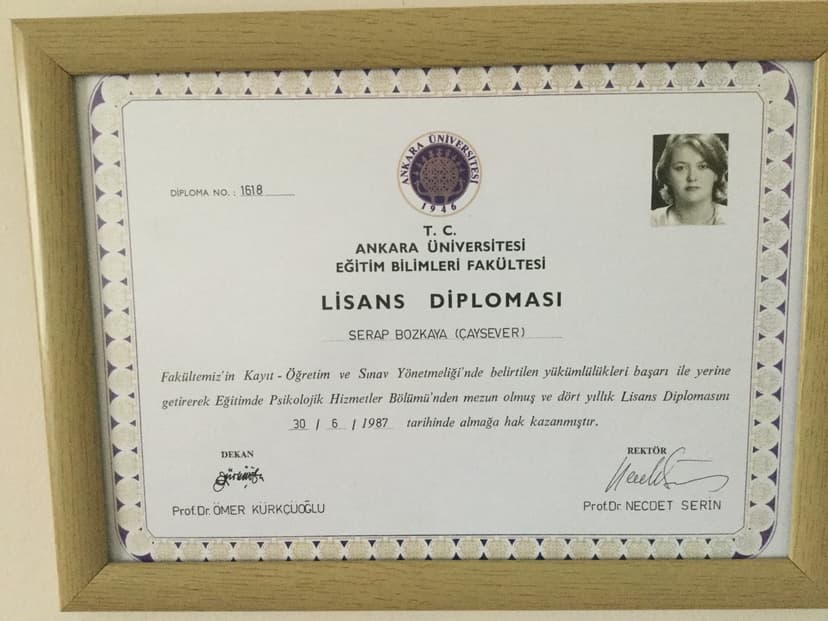 ANKARA ÜNİVERSİTESİ
1946
DİPLOMA NO. : 1618
T. C.
ANKARA ÜNİVERSİTESİ
EĞİTİM BİLİMLERİ FAKÜLTESİ
LİSANS DİPLOMASI
SERAP BOZKAYA (ÇAYSEVER)
Fakültemiz'in Kayıt - Öğretim ve Sınav Yönetmeliği'nde belirtilen yükümlülükleri başarı ile yerine
getirerek Eğitimde Psikolojik Hizmetler Bölümü'nden mezun olmuş ve dört yıllık Lisans Diplomasını
30 / 6 / 1987 tarihinde almağa hak kazanmıştır.
DEKAN
Prof.Dr. ÖMER KÜRKÇÜOĞLU
REKTÖR
Prof.Dr. NECDET SERİN